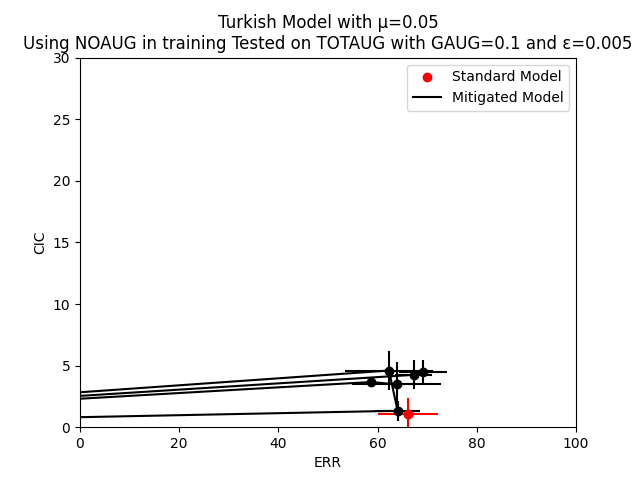 Turkish Model with μ=0.05
Using NOAUG in training Tested on TOTAUG with GAUG=0.1 and ε=0.005
Standard Model
Mitigated Model
30
25
20
15
10
5
0
CIC
0 20 40 60 80 100
ERR